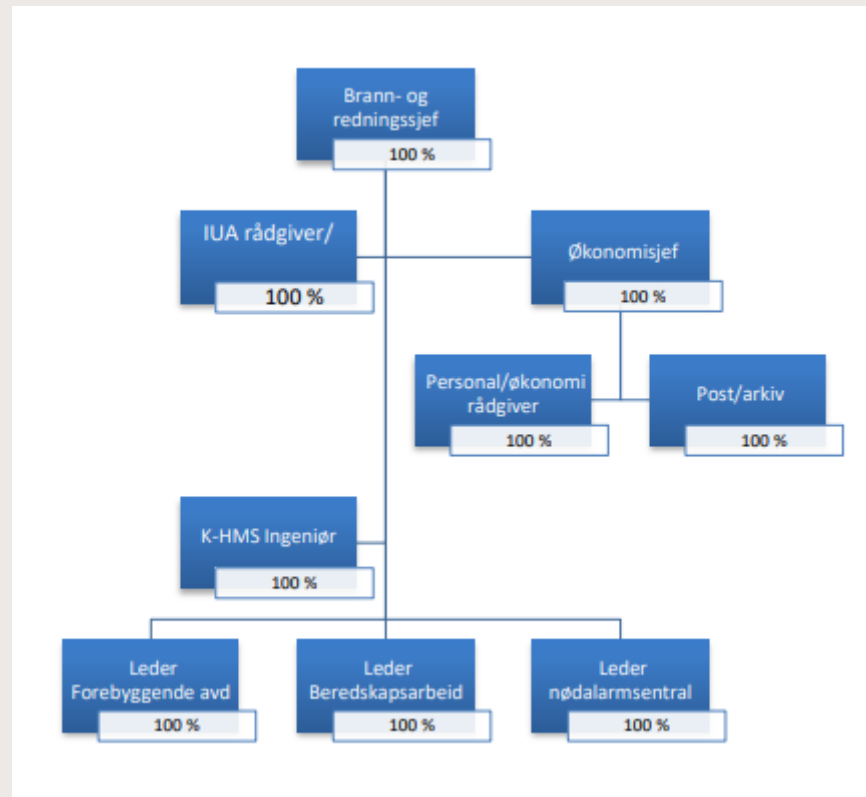 Brann- og
redningssjef
100 %
IUA rådgiver/
100 %
Økonomisjef
100 %
Personal/økonomi
rådgiver
100 %
Post/arkiv
100 %
K-HMS Ingeniør
100 %
Leder
Forebyggende avd
100 %
Leder
Beredskapsarbeid
100 %
Leder
nødalarmsentral
100 %